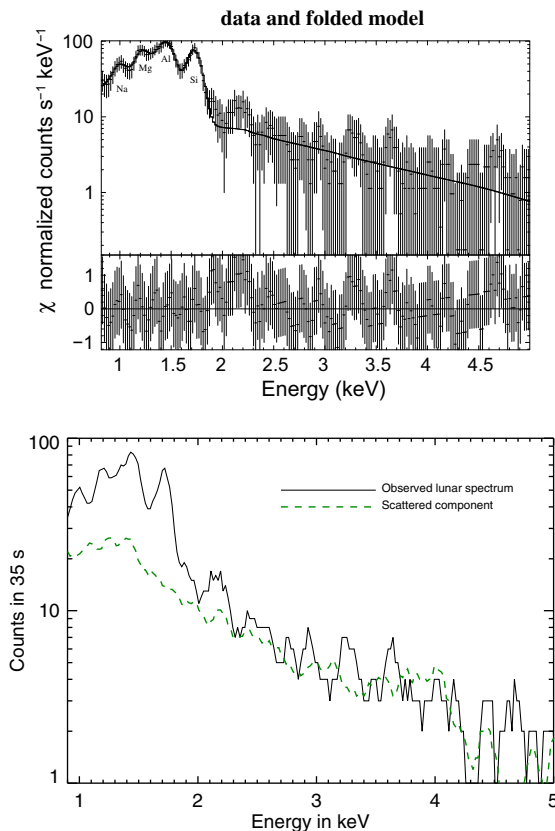 data and folded model
χ normalized counts s⁻¹ keV⁻¹
100
10
1
Na
Mg
Al
Si
1
0
−1
1
1.5
2
2.5
3
3.5
4
4.5
Energy (keV)
100
10
1
Counts in 35 s
Observed lunar spectrum
Scattered component
2
3
4
5
Energy in keV